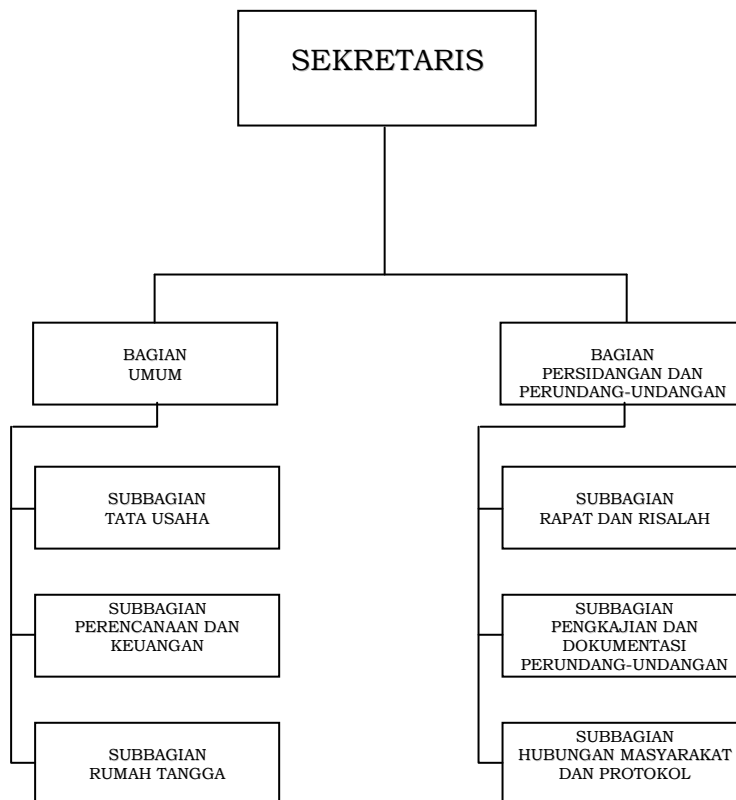 SEKRETARIS
BAGIAN
UMUM
BAGIAN
PERSIDANGAN DAN
PERUNDANG-UNDANGAN
SUBBAGIAN
TATA USAHA
SUBBAGIAN
RAPAT DAN RISALAH
SUBBAGIAN
PERENCANAAN DAN
KEUANGAN
SUBBAGIAN
PENGKAJIAN DAN
DOKUMENTASI
PERUNDANG-UNDANGAN
SUBBAGIAN
RUMAH TANGGA
SUBBAGIAN
HUBUNGAN MASYARAKAT
DAN PROTOKOL